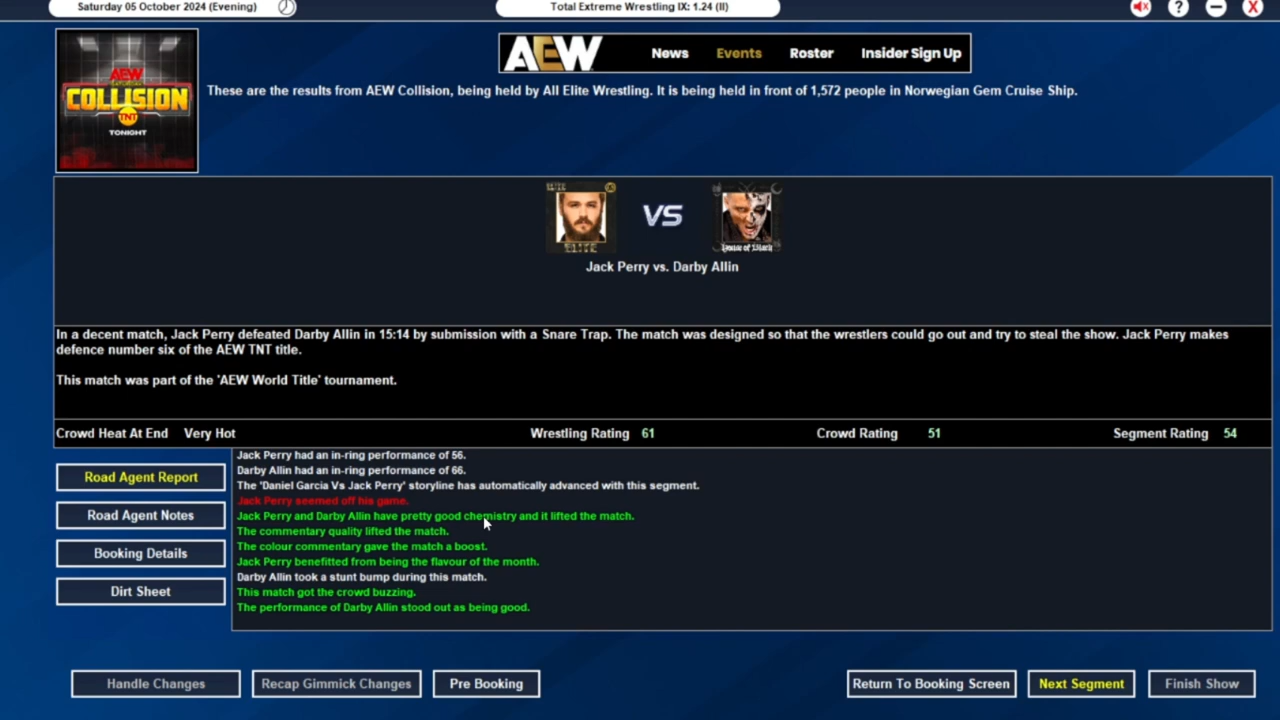 Saturday 05 October 2024 (Evening)
Total Extreme Wrestling IX: 1.24 (II)
? X
AEW
COLLISION
TNT
TONIGHT
AEW News Events Roster Insider Sign Up
These are the results from AEW Collision, being held by All Elite Wrestling. It is being held in front of 1,572 people in Norwegian Gem Cruise Ship.
ELITE
ELITE
VS
House of Black
Jack Perry vs. Darby Allin
In a decent match, Jack Perry defeated Darby Allin in 15:14 by submission with a Snare Trap. The match was designed so that the wrestlers could go out and try to steal the show. Jack Perry makes
defence number six of the AEW TNT title.
This match was part of the 'AEW World Title' tournament.
Crowd Heat At End Very Hot Wrestling Rating 61 Crowd Rating 51 Segment Rating 54
Road Agent Report
Road Agent Notes
Booking Details
Dirt Sheet
Jack Perry had an in-ring performance of 56.
Darby Allin had an in-ring performance of 66.
The 'Daniel Garcia Vs Jack Perry' storyline has automatically advanced with this segment.
Jack Perry seemed off his game.
Jack Perry and Darby Allin have pretty good chemistry and it lifted the match.
The commentary quality lifted the match.
The colour commentary gave the match a boost.
Jack Perry benefitted from being the flavour of the month.
Darby Allin took a stunt bump during this match.
This match got the crowd buzzing.
The performance of Darby Allin stood out as being good.
Handle Changes Recap Gimmick Changes Pre Booking Return To Booking Screen Next Segment Finish Show